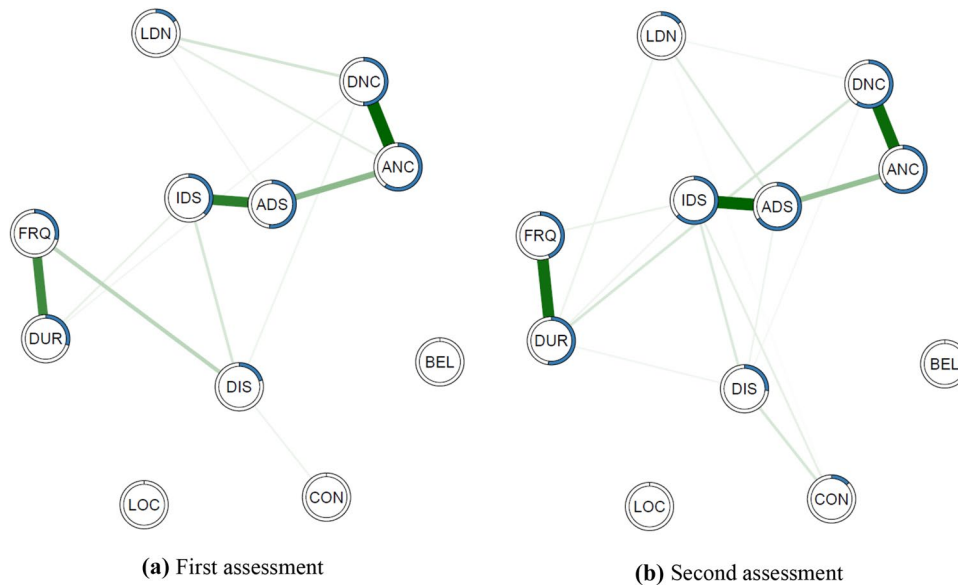 LDN
DNC
ANC
IDS
ADS
FRQ
DUR
DIS
BEL
LOC
CON
(a) First assessment
LDN
DNC
ANC
IDS
ADS
FRQ
DUR
DIS
BEL
LOC
CON
(b) Second assessment